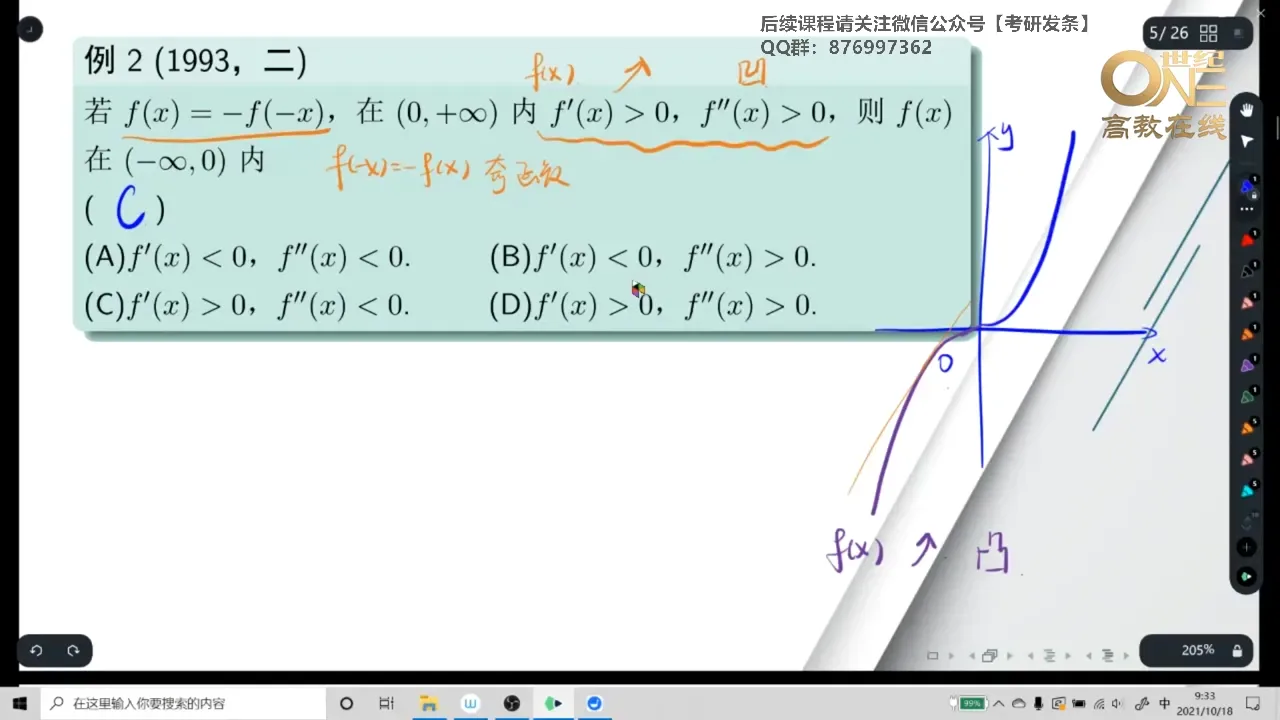 后续课程请关注微信公众号【考研发条】
QQ群：876997362
5/26
世纪
ONE
高教在线
例 2 (1993，二)
f(x) ↗ 凹
若 f(x) = −f(−x)，在 (0,+∞) 内 f′(x) > 0，f′′(x) > 0，则 f(x)
在 (−∞,0) 内
f(-x)=-f(x) 奇函数
( C )
(A)f′(x) < 0，f′′(x) < 0.
(B)f′(x) < 0，f′′(x) > 0.
(C)f′(x) > 0，f′′(x) < 0.
(D)f′(x) > 0，f′′(x) > 0.
y
0
x
f(x) ↗ 凸
205%
在这里输入你要搜索的内容
99%
中
9:33
2021/10/18